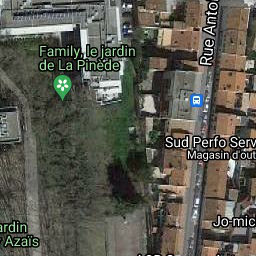 Family, le jardin
de La Pinède
Rue Anto
Sud Perfo Serv
Magasin d'out
Jo-mic
ardin
Azaïs